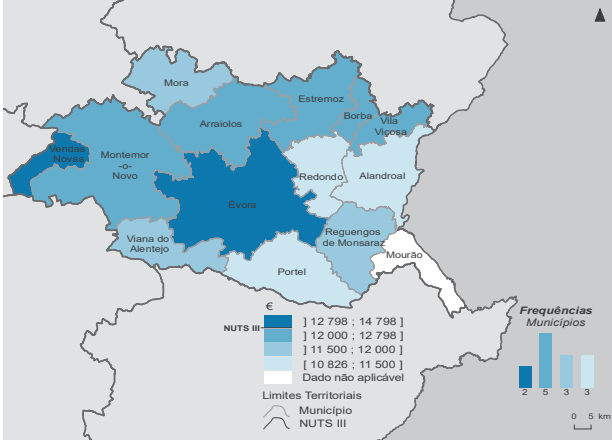 Mora
Estremoz
Borba
Vila
Viçosa
Arraiolos
Vendas
Novas
Montemor
-o-
Novo
Redondo
Alandroal
Évora
Reguengos
de Monsaraz
Viana do
Alentejo
Mourão
Portel
€
NUTS III
] 12 798 ; 14 798 ]
] 12 000 ; 12 798 ]
] 11 500 ; 12 000 ]
[ 10 826 ; 11 500 ]
Dado não aplicável
Limites Territoriais
Município
NUTS III
Frequências
Municípios
2 5 3 3
0 5 km